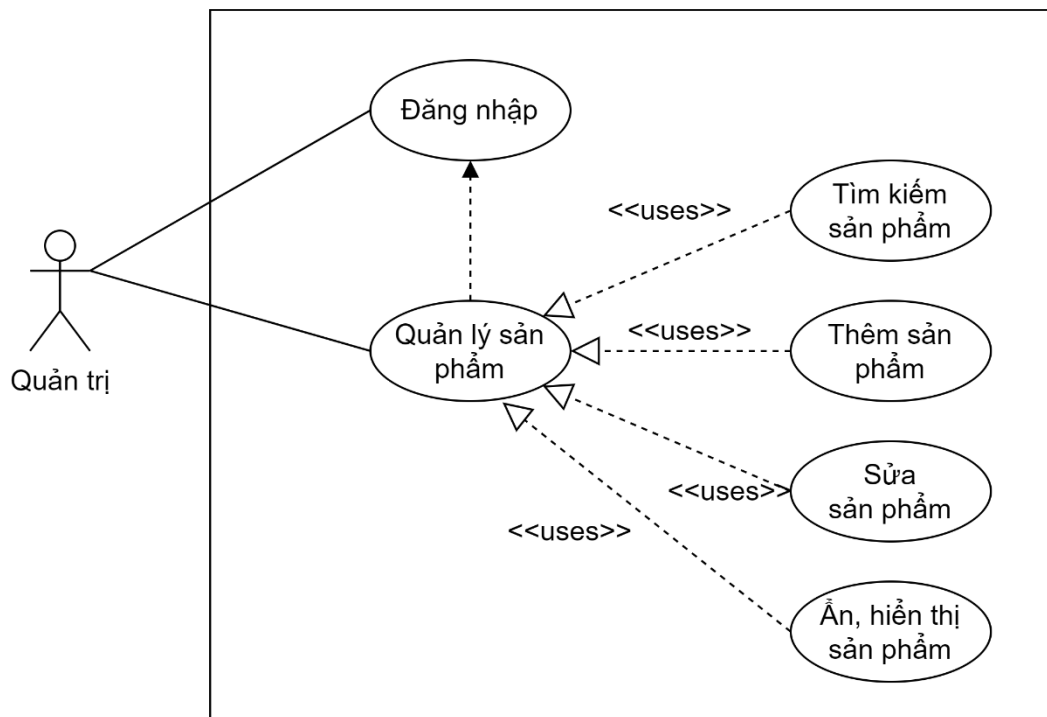 Đăng nhập
<<uses>>
Tìm kiếm
sản phẩm
Quản trị
Quản lý sản
phẩm
<<uses>>
Thêm sản
phẩm
<<uses>>
Sửa
sản phẩm
<<uses>>
Ẩn, hiển thị
sản phẩm